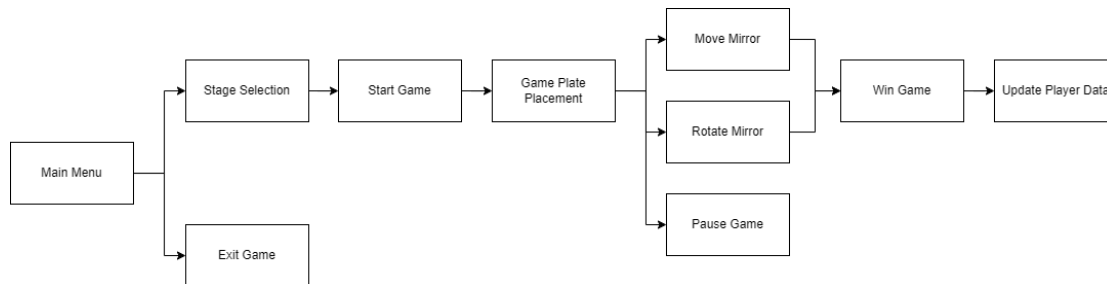 Main Menu
Stage Selection
Exit Game
Start Game
Game Plate
Placement
Move Mirror
Rotate Mirror
Pause Game
Win Game
Update Player Data